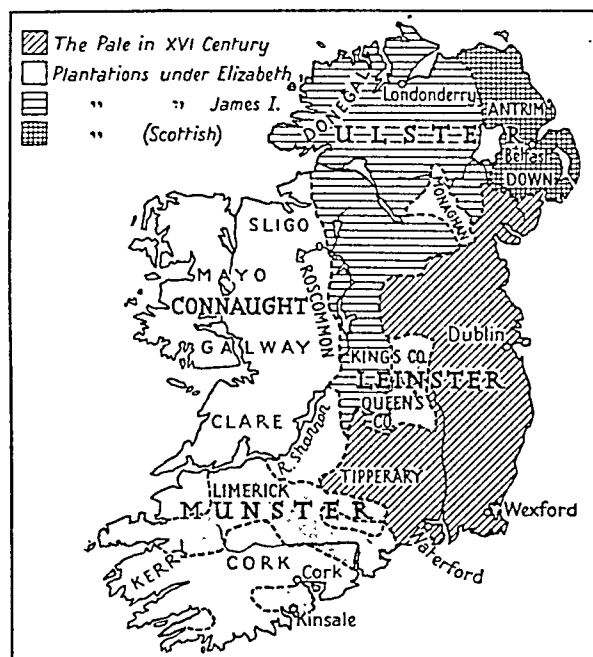 The Pale in XVI Century
Plantations under Elizabeth
" " James I.
" (Scottish)
DONEGAL
Londonderry
ANTRIM
ULSTER
Belfast
DOWN
MONAGHAN
SLIGO
MAYO
ROSCOMMON
CONNAUGHT
GALWAY
Dublin
KING'S CO.
LEINSTER
QUEEN'S
CO.
CLARE
R. Shannon
TIPPERARY
LIMERICK
MUNSTER
Wexford
Waterford
KERRY
CORK
Cork
Kinsale